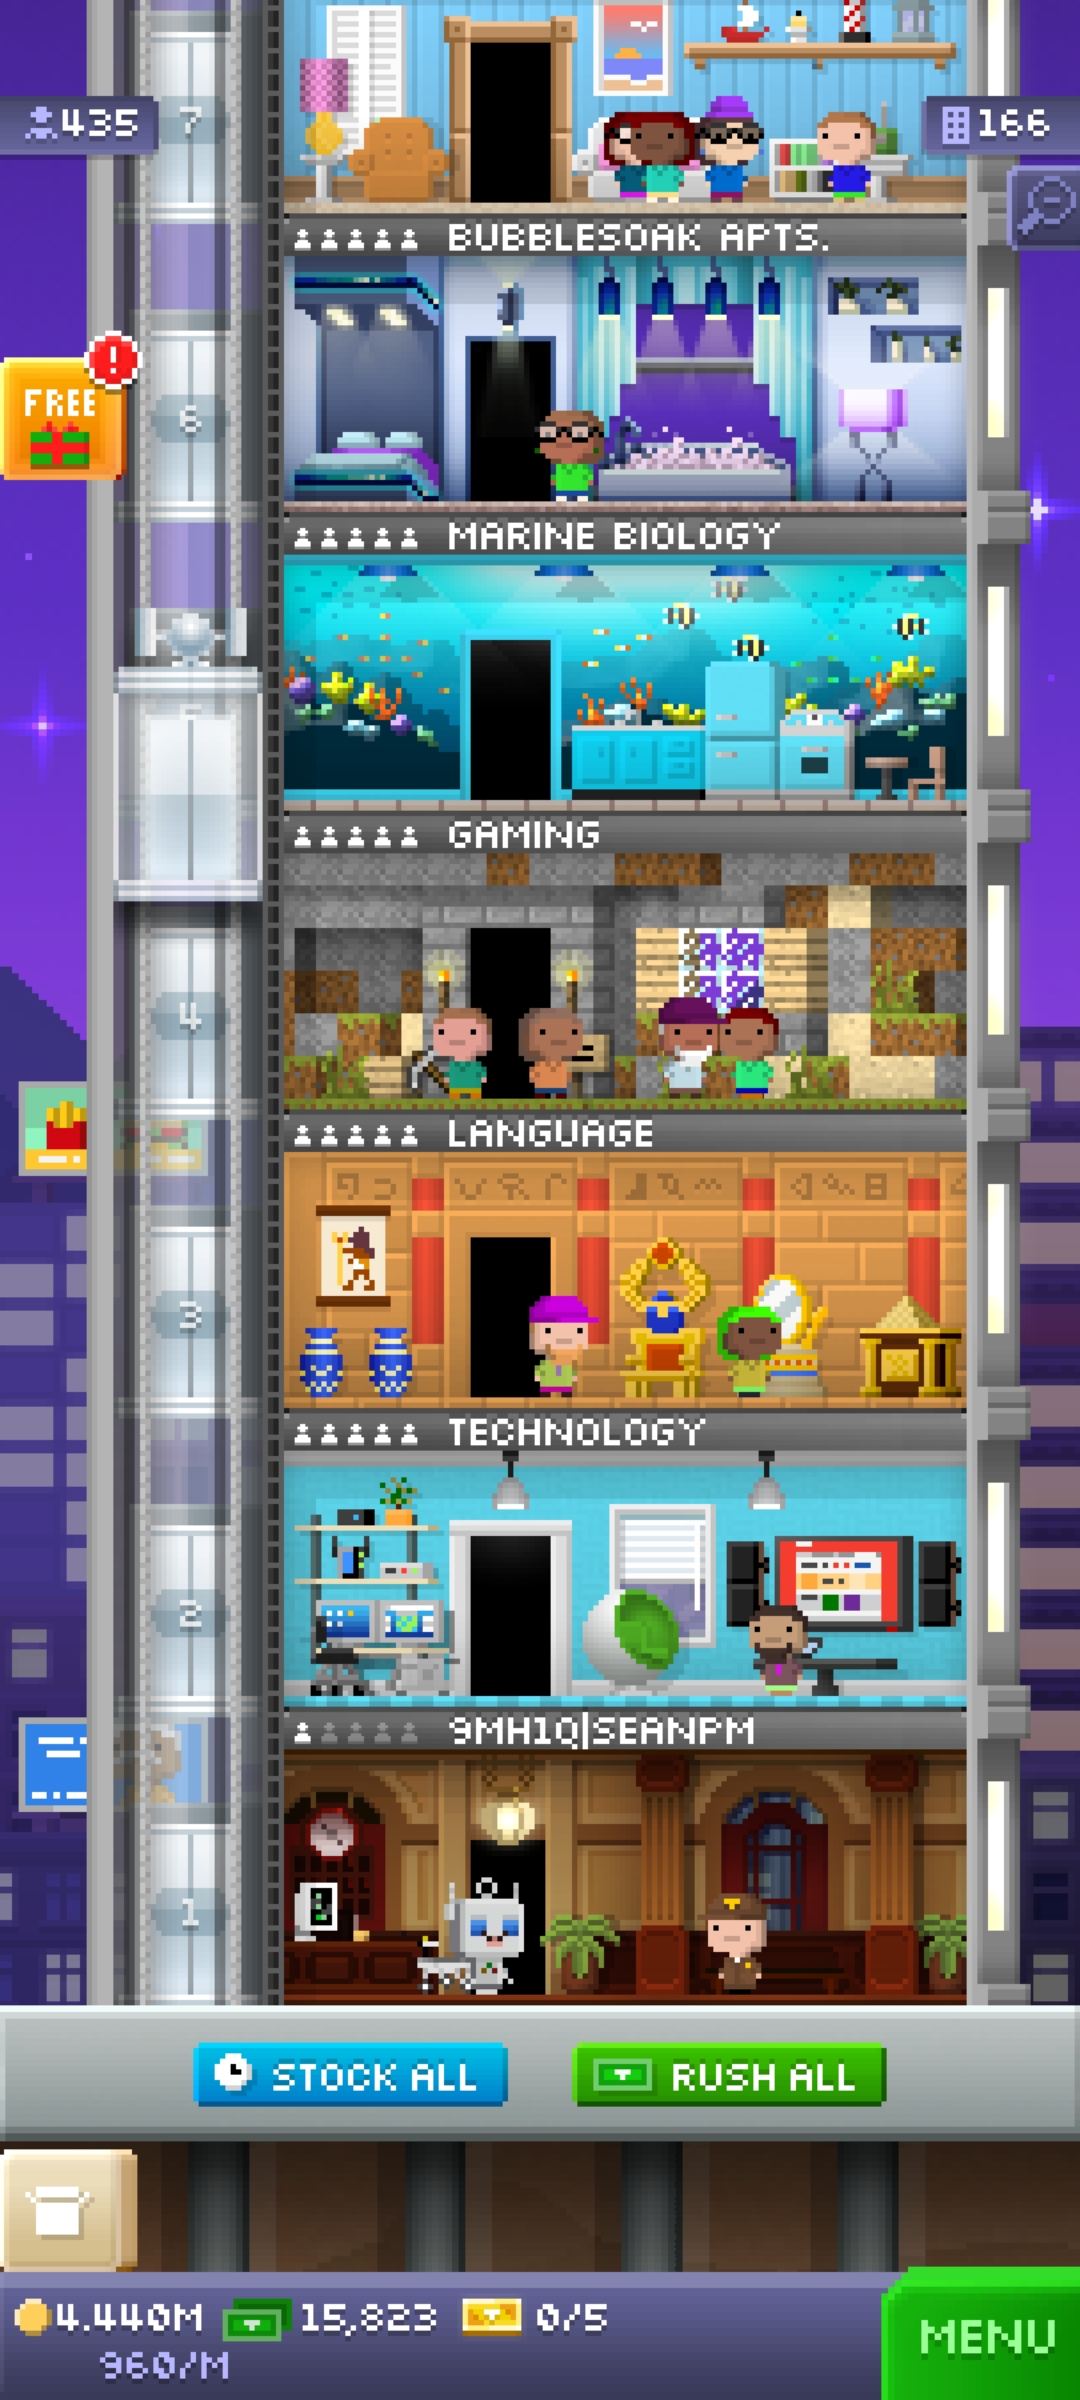 7
435
166
BUBBLESOAK APTS.
FREE
!
6
MARINE BIOLOGY
GAMING
4
LANGUAGE
3
TECHNOLOGY
2
9MH1Q|SEANPM
1
STOCK ALL
RUSH ALL
4.440M
15,823
0/5
960/M
MENU